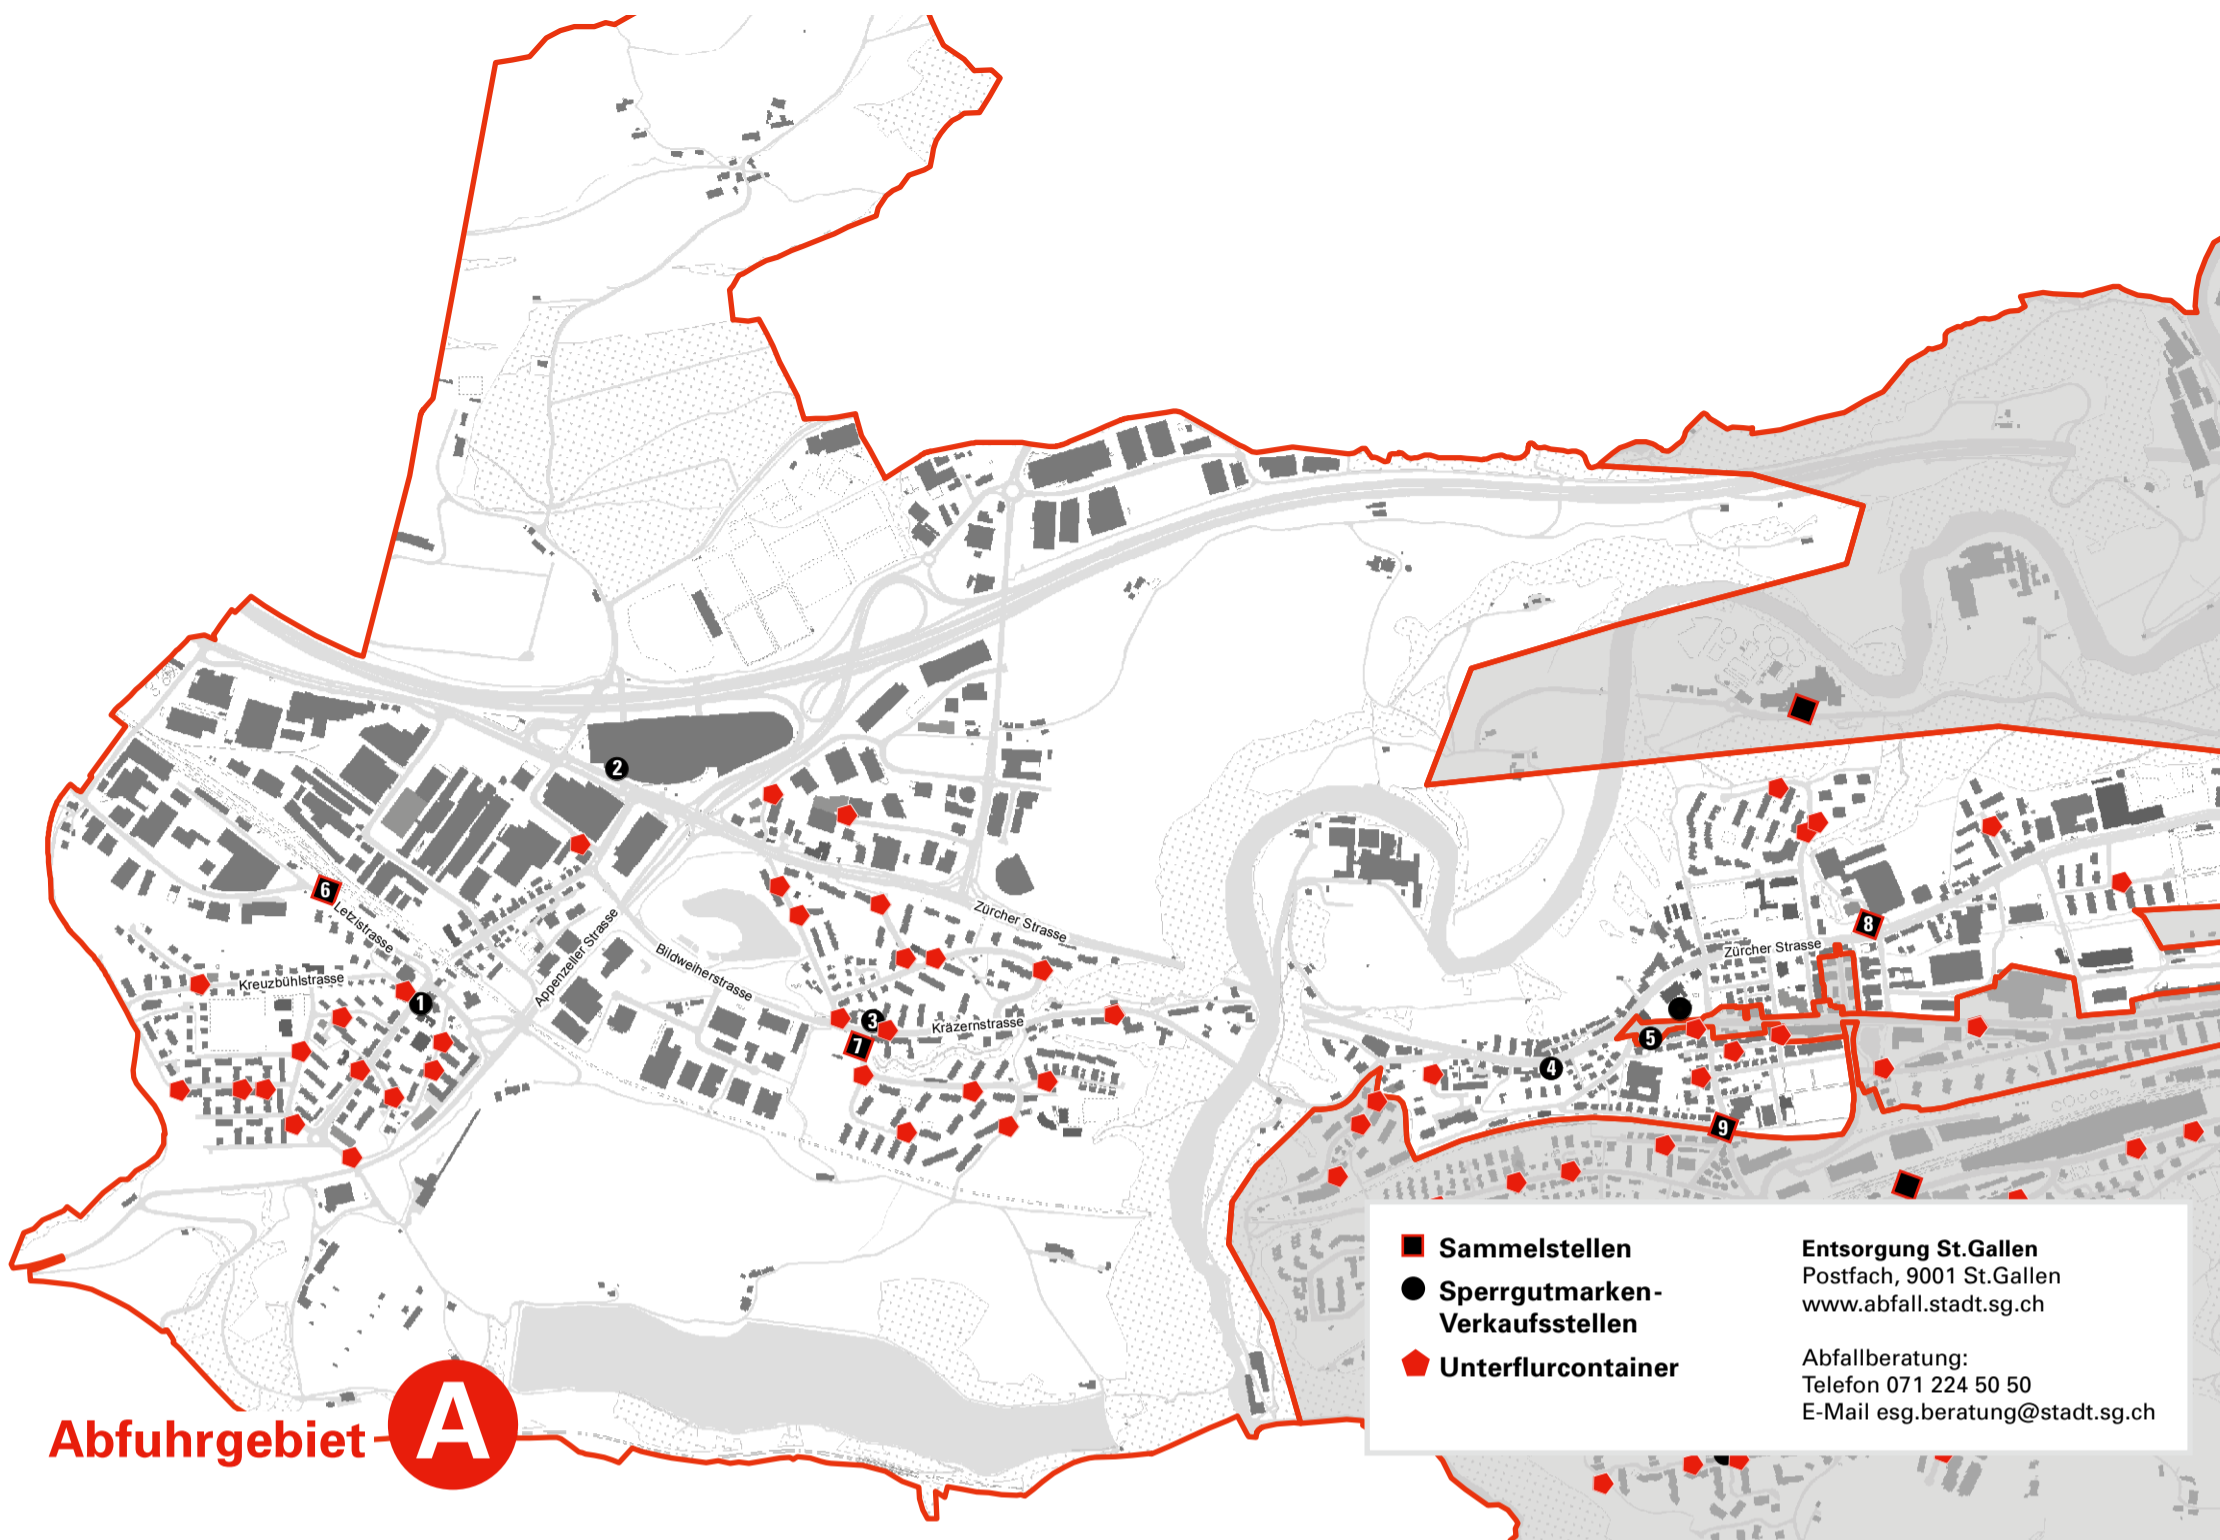 2
6
Letzistrasse
Kreuzbühlstrasse
1
Appenzeller Strasse
Bildweiherstrasse
Zürcher Strasse
3
7
Kräzernstrasse
8
Zürcher Strasse
5
4
9
Abfuhrgebiet A
Sammelstellen
Sperrgutmarken-
Verkaufsstellen
Unterflurcontainer
Entsorgung St.Gallen
Postfach, 9001 St.Gallen
www.abfall.stadt.sg.ch
Abfallberatung:
Telefon 071 224 50 50
E-Mail esg.beratung@stadt.sg.ch